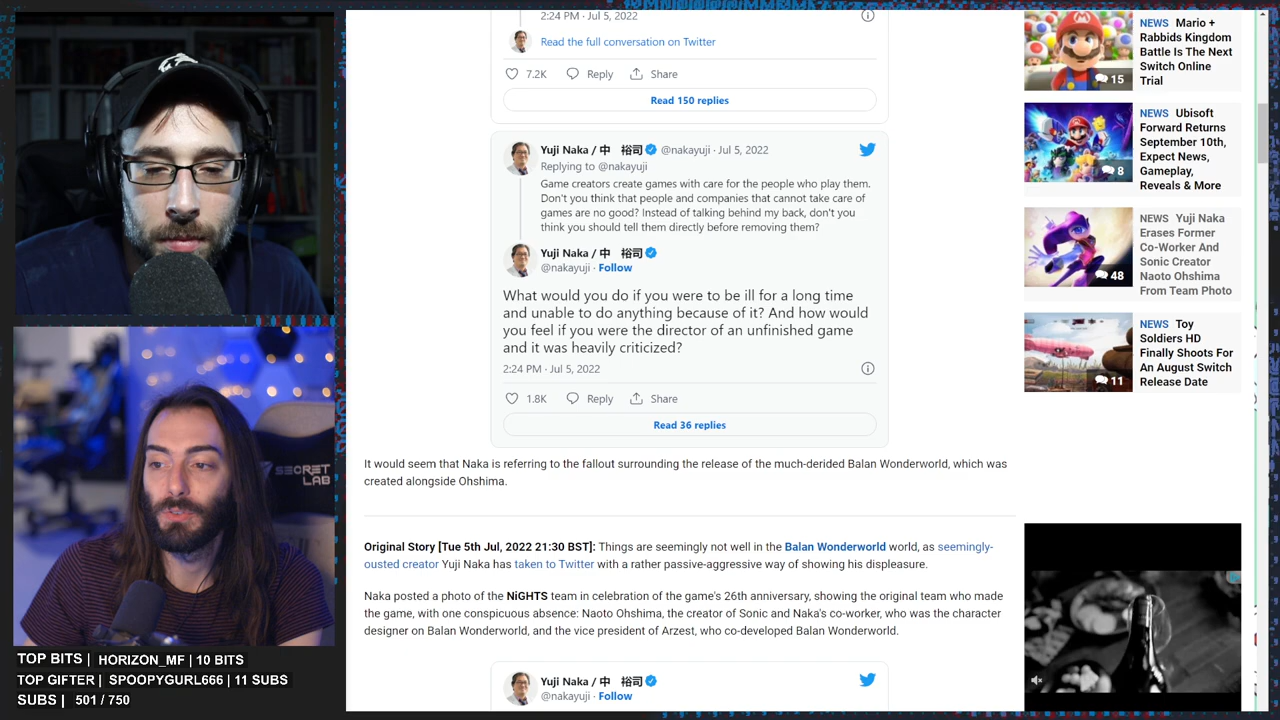 2:24 PM · Jul 5, 2022
Read the full conversation on Twitter
7.2K Reply Share
Read 150 replies
Yuji Naka / 中 裕司 @nakayuji · Jul 5, 2022
Replying to @nakayuji
Game creators create games with care for the people who play them.
Don't you think that people and companies that cannot take care of
games are no good? Instead of talking behind my back, don't you
think you should tell them directly before removing them?
Yuji Naka / 中 裕司
@nakayuji · Follow
What would you do if you were to be ill for a long time
and unable to do anything because of it? And how would
you feel if you were the director of an unfinished game
and it was heavily criticized?
2:24 PM · Jul 5, 2022
1.8K Reply Share
Read 36 replies
It would seem that Naka is referring to the fallout surrounding the release of the much-derided Balan Wonderworld, which was
created alongside Ohshima.
Original Story [Tue 5th Jul, 2022 21:30 BST]: Things are seemingly not well in the Balan Wonderworld world, as seemingly-
ousted creator Yuji Naka has taken to Twitter with a rather passive-aggressive way of showing his displeasure.
Naka posted a photo of the NiGHTS team in celebration of the game's 26th anniversary, showing the original team who made
the game, with one conspicuous absence: Naoto Ohshima, the creator of Sonic and Naka's co-worker, who was the character
designer on Balan Wonderworld, and the vice president of Arzest, who co-developed Balan Wonderworld.
Yuji Naka / 中 裕司
@nakayuji · Follow
NEWS Mario +
Rabbids Kingdom
Battle Is The Next
Switch Online
Trial
15
NEWS Ubisoft
Forward Returns
September 10th,
Expect News,
Gameplay,
Reveals & More
8
NEWS Yuji Naka
Erases Former
Co-Worker And
Sonic Creator
Naoto Ohshima
From Team Photo
48
NEWS Toy
Soldiers HD
Finally Shoots For
An August Switch
Release Date
11
SECRET
LAB
TOP BITS | HORIZON_MF | 10 BITS
TOP GIFTER | SPOOPYGURL666 | 11 SUBS
SUBS | 501 / 750